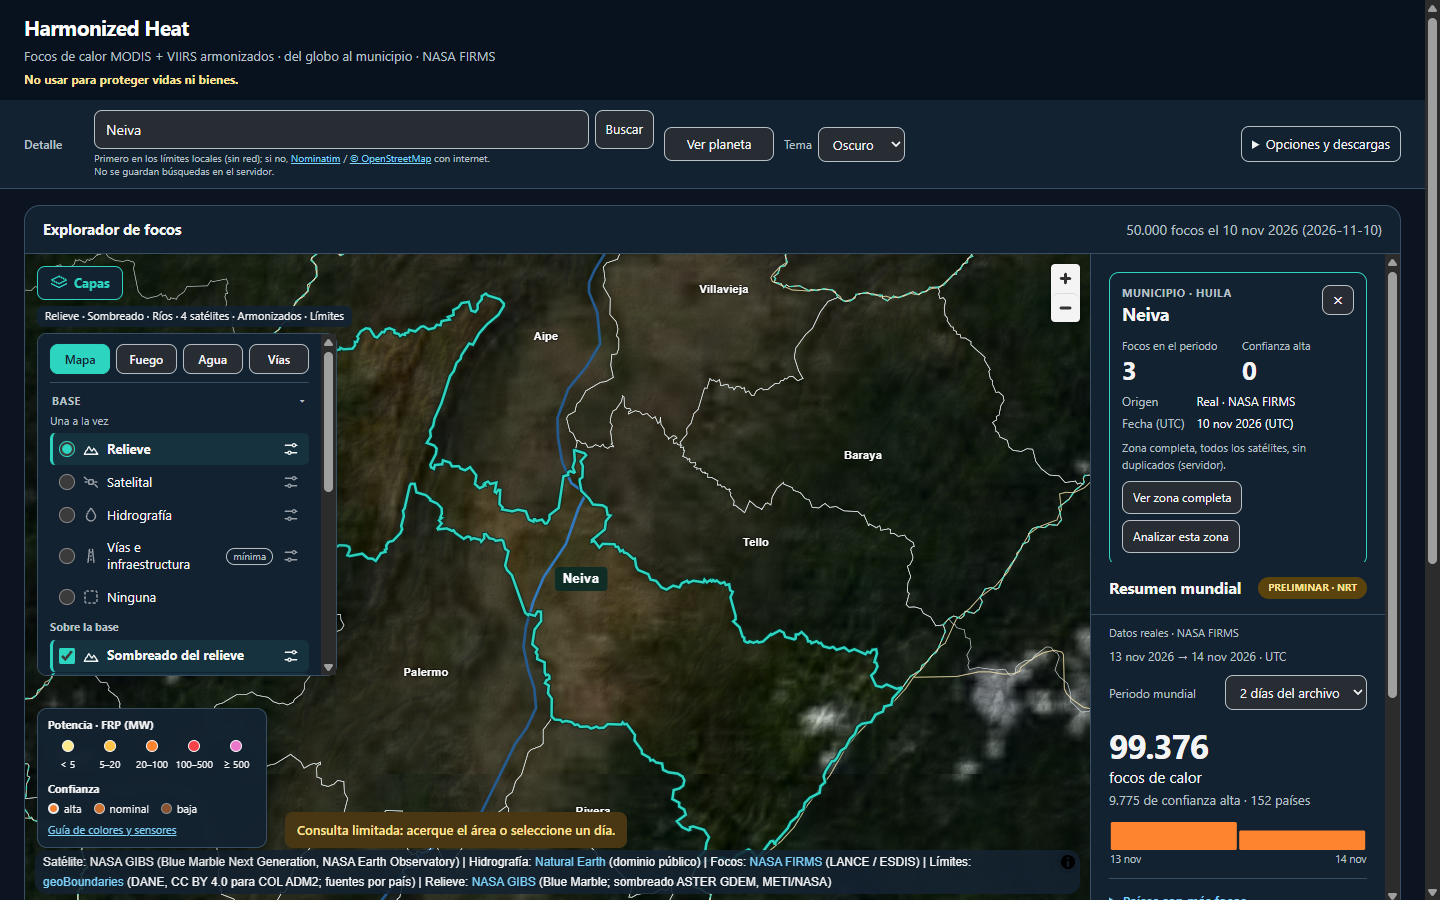 Harmonized Heat
Focos de calor MODIS + VIIRS armonizados · del globo al municipio · NASA FIRMS
No usar para proteger vidas ni bienes.
Detalle
Neiva
Buscar
Primero en los límites locales (sin red); si no, Nominatim / © OpenStreetMap con internet.
No se guardan búsquedas en el servidor.
Ver planeta
Tema
Oscuro
Opciones y descargas
Explorador de focos
50.000 focos el 10 nov 2026 (2026-11-10)
Capas
Relieve · Sombreado · Ríos · 4 satélites · Armonizados · Límites
Mapa
Fuego
Agua
Vías
BASE
Una a la vez
Relieve
Satelital
Hidrografía
Vías e
infraestructura
mínima
Ninguna
Sobre la base
Sombreado del relieve
Potencia · FRP (MW)
< 5
5–20
20–100
100–500
≥ 500
Confianza
alta
nominal
baja
Guía de colores y sensores
Villavieja
Aipe
Baraya
Tello
Neiva
Palermo
Rivera
+
−
Consulta limitada: acerque el área o seleccione un día.
Satélite: NASA GIBS (Blue Marble Next Generation, NASA Earth Observatory) | Hidrografía: Natural Earth (dominio público) | Focos: NASA FIRMS (LANCE / ESDIS) | Límites:
geoBoundaries (DANE, CC BY 4.0 para COL ADM2; fuentes por país) | Relieve: NASA GIBS (Blue Marble; sombreado ASTER GDEM, METI/NASA)
MUNICIPIO · HUILA
Neiva
×
Focos en el periodo
Confianza alta
3
0
Origen
Real · NASA FIRMS
Fecha (UTC)
10 nov 2026 (UTC)
Zona completa, todos los satélites, sin
duplicados (servidor).
Ver zona completa
Analizar esta zona
Resumen mundial
PRELIMINAR · NRT
Datos reales · NASA FIRMS
13 nov 2026 → 14 nov 2026 · UTC
Periodo mundial
2 días del archivo
99.376
focos de calor
9.775 de confianza alta · 152 países
13 nov
14 nov
Países con más focos